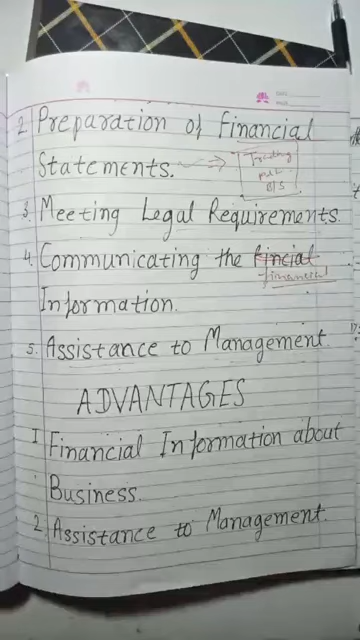 2. Preparation of Financial
Statements. →
Trading
P&L
B/S
3. Meeting Legal Requirements.
4. Communicating the fincial
financial
Information.
5. Assistance to Management.
ADVANTAGES
1 Financial Information about
Business.
2. Assistance to Management.